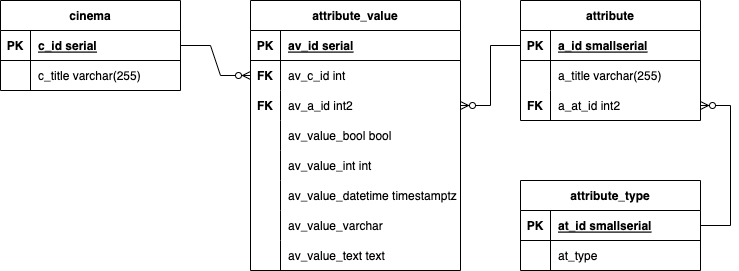 cinema
PK c_id serial
c_title varchar(255)
attribute_value
PK av_id serial
FK av_c_id int
FK av_a_id int2
av_value_bool bool
av_value_int int
av_value_datetime timestamptz
av_value_varchar
av_value_text text
attribute
PK a_id smallserial
a_title varchar(255)
FK a_at_id int2
attribute_type
PK at_id smallserial
at_type